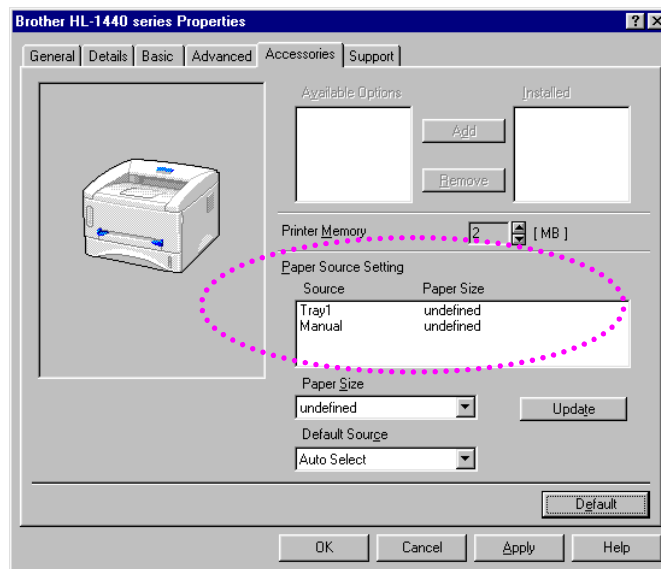 Brother HL-1440 series Properties
General Details Basic Advanced Accessories Support
Available Options Installed
Add
Remove
Printer Memory 2 [ MB ]
Paper Source Setting
Source Paper Size
Tray1 undefined
Manual undefined
Paper Size
undefined Update
Default Source
Auto Select
Default
OK Cancel Apply Help